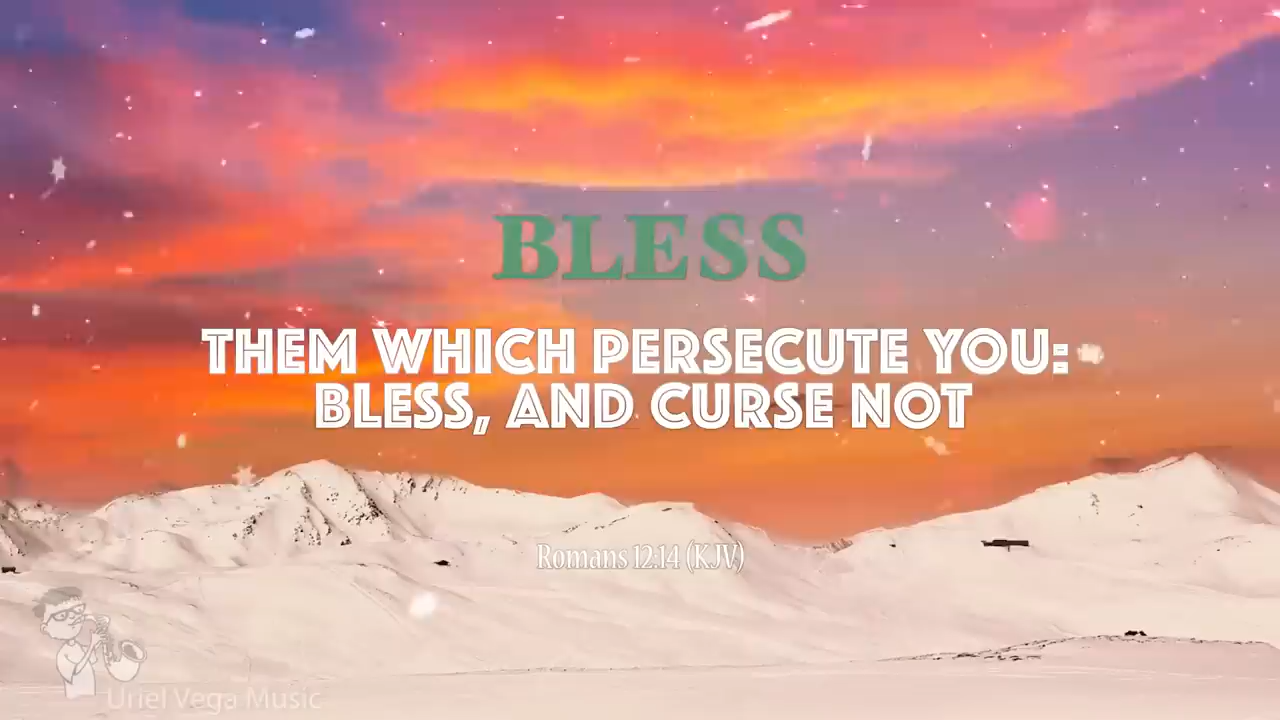 BLESS
THEM WHICH PERSECUTE YOU:
BLESS, AND CURSE NOT
Romans 12:14 (KJV)
Uriel Vega Music